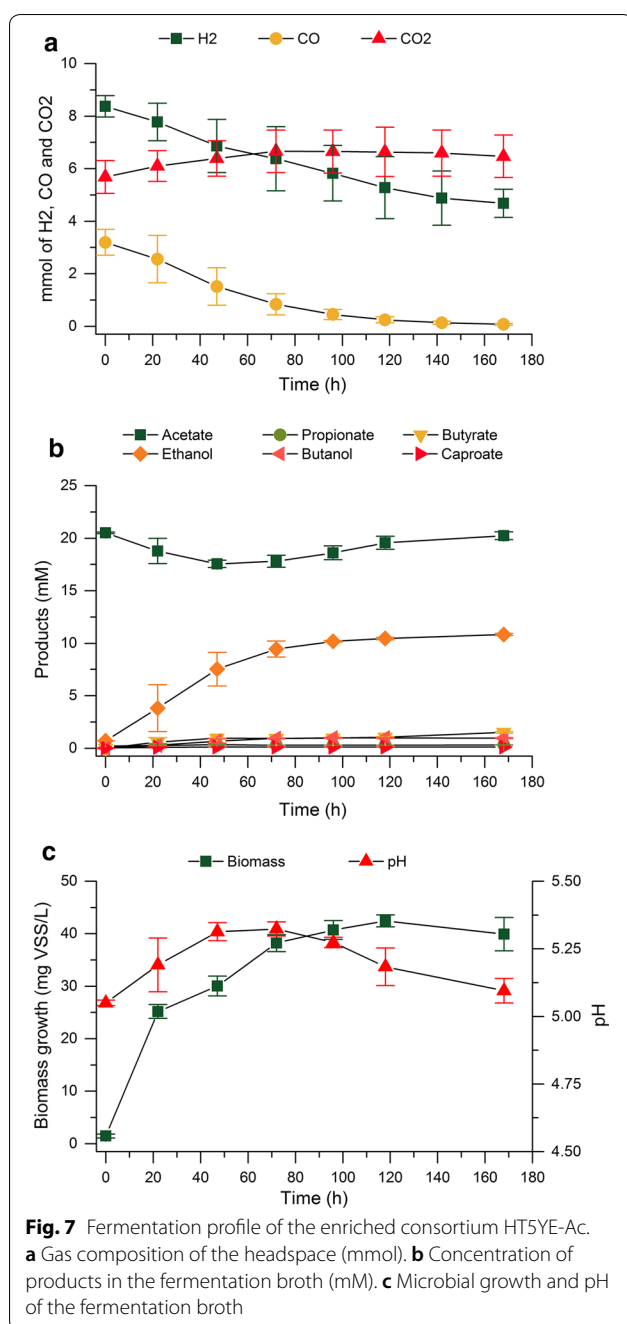 a
H2 CO CO2
10
8
6
4
2
0
mmol of H2, CO and CO2
0 20 40 60 80 100 120 140 160 180
Time (h)
b
Acetate Propionate Butyrate
Ethanol Butanol Caproate
25
20
15
10
5
0
Products (mM)
0 20 40 60 80 100 120 140 160 180
Time (h)
c
Biomass pH
50
40
30
20
10
0
Biomass growth (mg VSS/L)
5.50
5.25
5.00
4.75
4.50
pH
0 20 40 60 80 100 120 140 160 180
Time (h)
Fig. 7 Fermentation profile of the enriched consortium HT5YE-Ac.
a Gas composition of the headspace (mmol). b Concentration of
products in the fermentation broth (mM). c Microbial growth and pH
of the fermentation broth